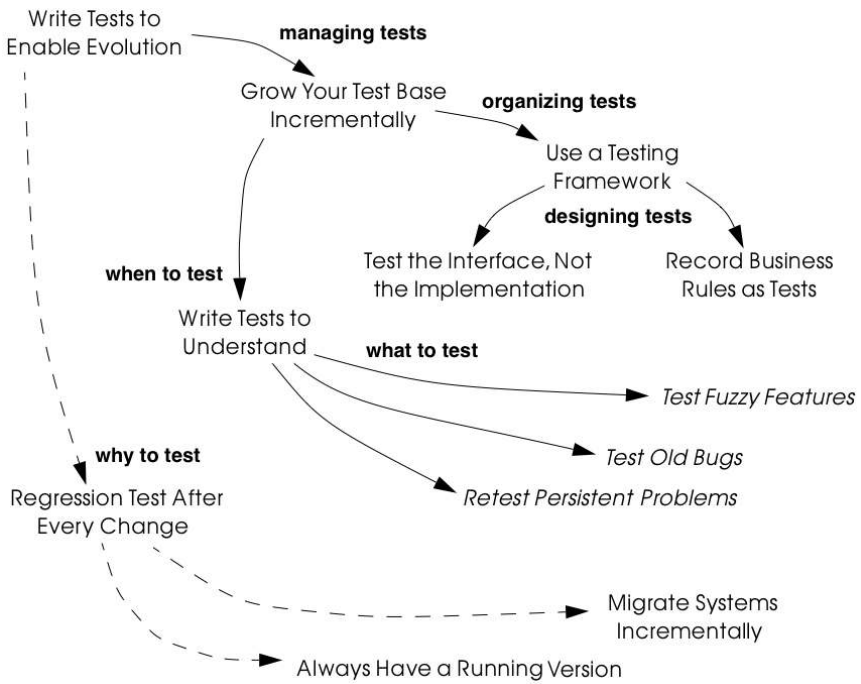 Write Tests to
Enable Evolution
managing tests
Grow Your Test Base
Incrementally
organizing tests
Use a Testing
Framework
designing tests
Test the Interface, Not
the Implementation
Record Business
Rules as Tests
when to test
Write Tests to
Understand
what to test
Test Fuzzy Features
Test Old Bugs
Retest Persistent Problems
why to test
Regression Test After
Every Change
Migrate Systems
Incrementally
Always Have a Running Version